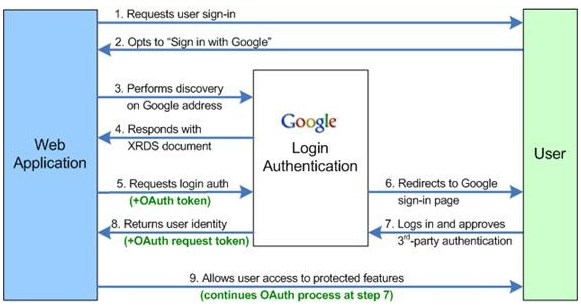 1. Requests user sign-in
2. Opts to “Sign in with Google”
3. Performs discovery
on Google address
4. Responds with
XRDS document
Web
Application
Google
Login
Authentication
User
5. Requests login auth
(+OAuth token)
6. Redirects to Google
sign-in page
8. Returns user identity
(+OAuth request token)
7. Logs in and approves
3rd-party authentication
9. Allows user access to protected features
(continues OAuth process at step 7)